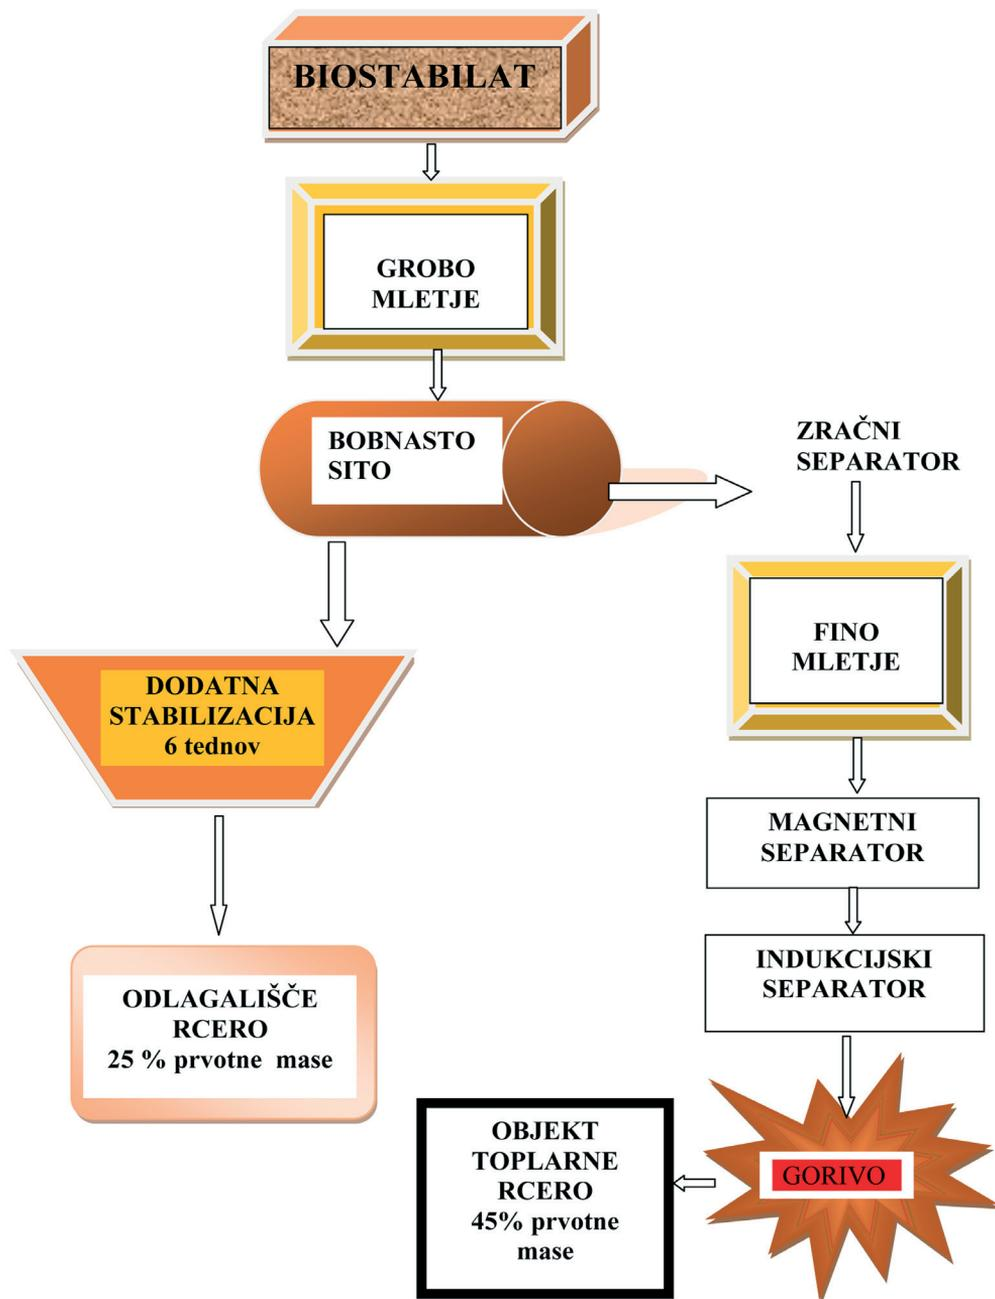 BIOSTABILAT
GROBO
MLETJE
BOBNASTO
SITO
ZRAČNI
SEPARATOR
FINO
MLETJE
DODATNA
STABILIZACIJA
6 tednov
MAGNETNI
SEPARATOR
INDUKCIJSKI
SEPARATOR
ODLAGALIŠČE
RCERO
25 % prvotne mase
OBJEKT
TOPLARNE
RCERO
45% prvotne
mase
GORIVO